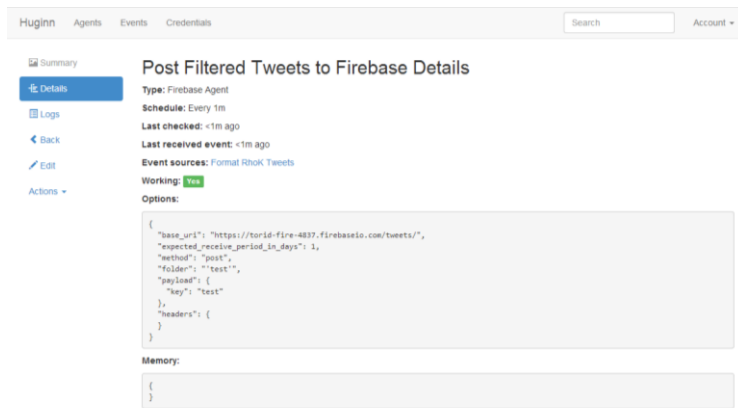 Huginn Agents Events Credentials Search Account
Summary
Details
Logs
Back
Edit
Actions
Post Filtered Tweets to Firebase Details
Type: Firebase Agent
Schedule: Every 1m
Last checked: <1m ago
Last received event: <1m ago
Event sources: Format RhoK Tweets
Working: Yes
Options:
{
"base_uri": "https://torid-fire-4837.firebaseio.com/tweets/",
"expected_receive_period_in_days": 1,
"method": "post",
"folder": "'test'",
"payload": {
"key": "test"
},
"headers": {
}
}
Memory:
{
}